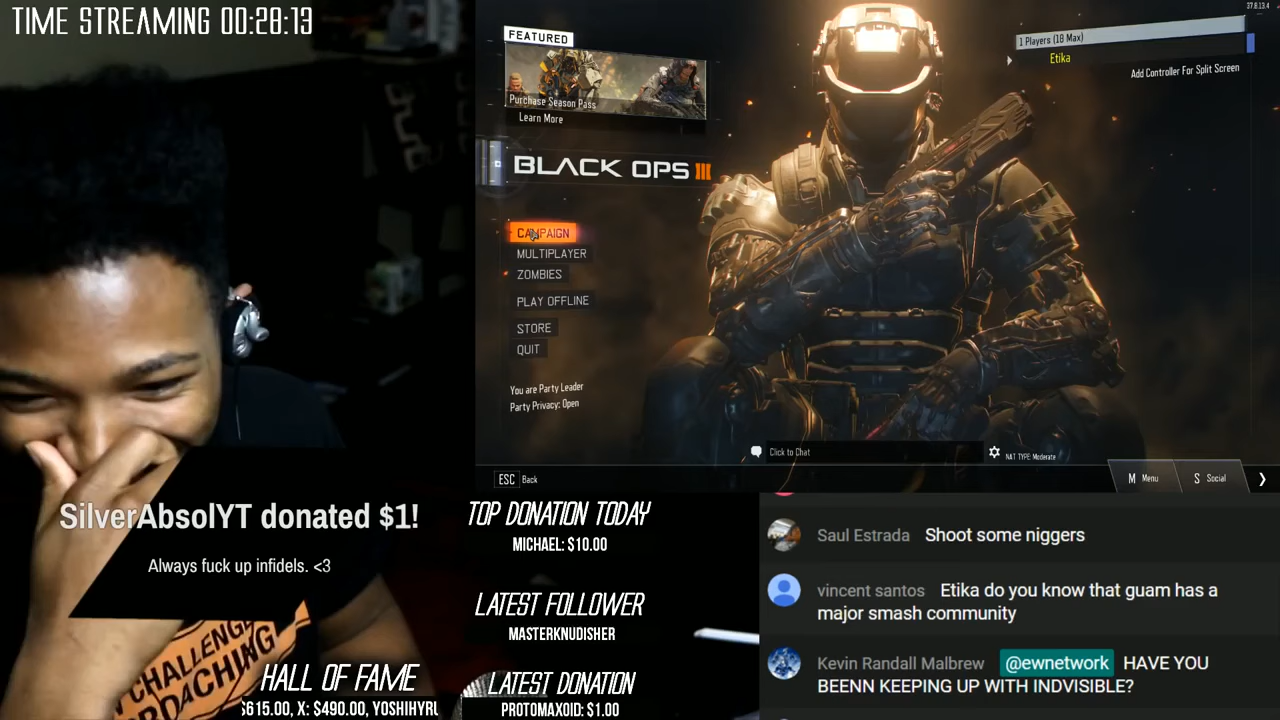 TIME STREAMING 00:28:13
FEATURED
Purchase Season Pass
Learn More
BLACK OPS III
CAMPAIGN
MULTIPLAYER
ZOMBIES
PLAY OFFLINE
STORE
QUIT
You are Party Leader
Party Privacy: Open
37.8.13.4
1 Players (18 Max)
Etika
Add Controller For Split Screen
Click to Chat
NAT TYPE: Moderate
ESC Back
M Menu
S Social
SilverAbsolYT donated $1!
Always fuck up infidels. <3
CHALLENGE
HALL OF FAME
$615.00, X: $490.00, YOSHIHYRU
TOP DONATION TODAY
MICHAEL: $10.00
LATEST FOLLOWER
MASTERKNUDISHER
LATEST DONATION
PROTOMAXOID: $1.00
Saul Estrada Shoot some niggers
vincent santos Etika do you know that guam has a
major smash community
Kevin Randall Malbrew @ewnetwork HAVE YOU
BEENN KEEPING UP WITH INDVISIBLE?